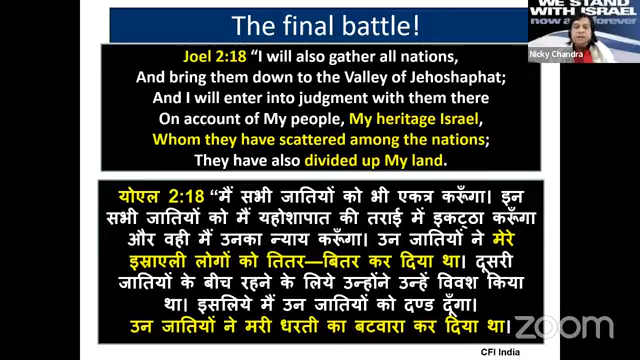 The final battle!
WE STAND
WITH ISRAEL
now and forever
Nicky Chandra
Joel 2:18 “I will also gather all nations,
And bring them down to the Valley of Jehoshaphat;
And I will enter into judgment with them there
On account of My people, My heritage Israel,
Whom they have scattered among the nations;
They have also divided up My land.
योएल 2:18 “मैं सभी जातियों को भी एकत्र करूँगा। इन
सभी जातियों को मैं यहोशापात की तराई में इकट्ठा करूँगा
और वही मैं उनका न्याय करूँगा। उन जातियों ने मेरे
इस्राएली लोगों को तितर—बितर कर दिया था। दूसरी
जातियों के बीच रहने के लिये उन्होंने उन्हें विवश किया
था। इसलिये मैं उन जातियों को दण्ड दूँगा।
उन जातियों ने मरी धरती का बटवारा कर दिया था।
zoom
CFI India